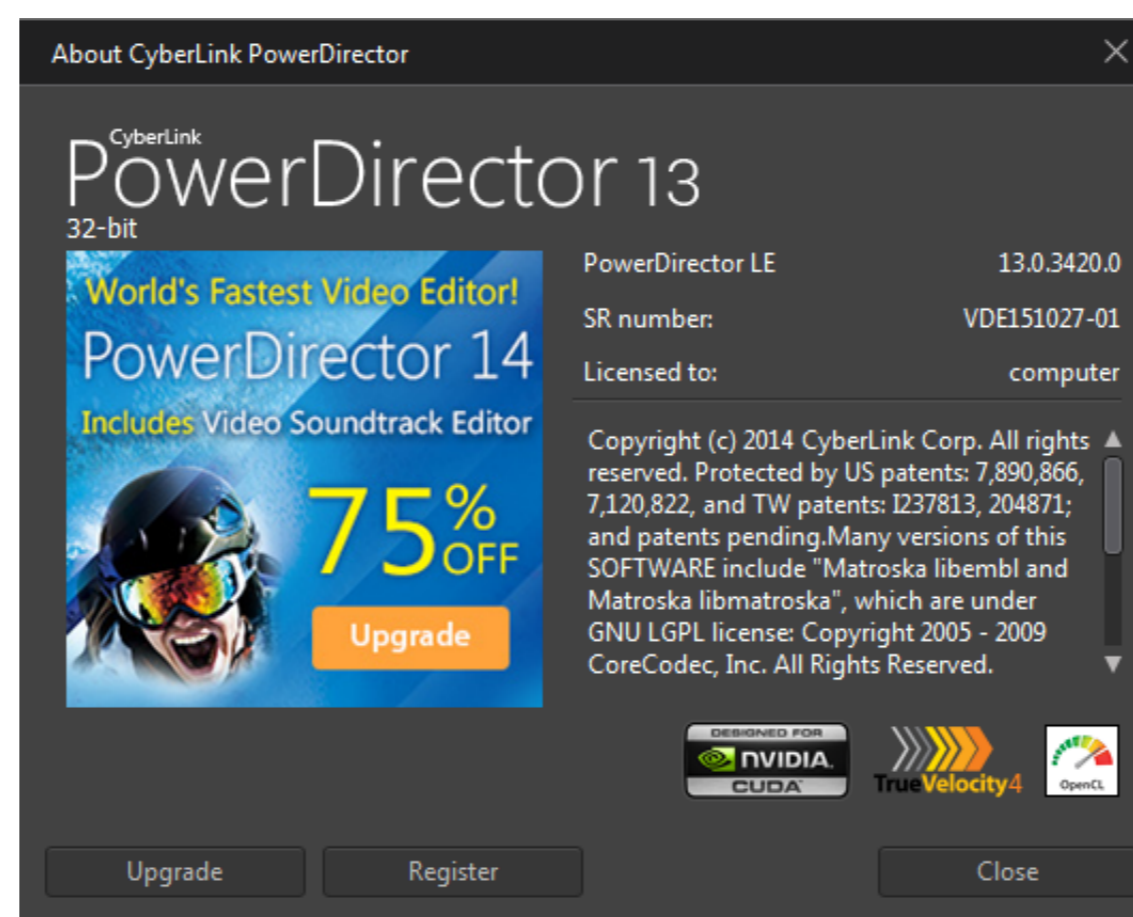 About CyberLink PowerDirector
CyberLink
PowerDirector 13
32-bit
World's Fastest Video Editor!
PowerDirector 14
Includes Video Soundtrack Editor
75% OFF
Upgrade
PowerDirector LE 13.0.3420.0
SR number: VDE151027-01
Licensed to: computer
Copyright (c) 2014 CyberLink Corp. All rights
reserved. Protected by US patents: 7,890,866,
7,120,822, and TW patents: I237813, 204871;
and patents pending.Many versions of this
SOFTWARE include "Matroska libembl and
Matroska libmatroska", which are under
GNU LGPL license: Copyright 2005 - 2009
CoreCodec, Inc. All Rights Reserved.
DESIGNED FOR
NVIDIA.
CUDA
TrueVelocity4
OpenCL
Upgrade Register Close